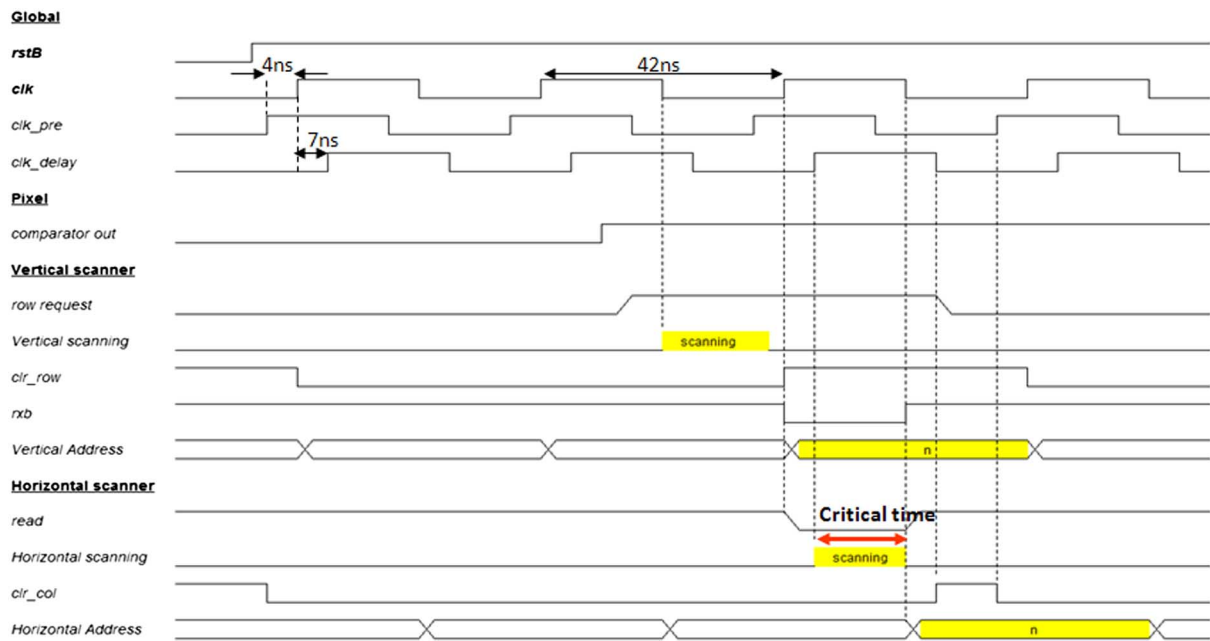 Global
rstB
4ns
42ns
clk
clk_pre
7ns
clk_delay
Pixel
comparator out
Vertical scanner
row request
Vertical scanning
scanning
clr_row
rxb
Vertical Address
n
Horizontal scanner
read
Critical time
Horizontal scanning
scanning
clr_col
Horizontal Address
n